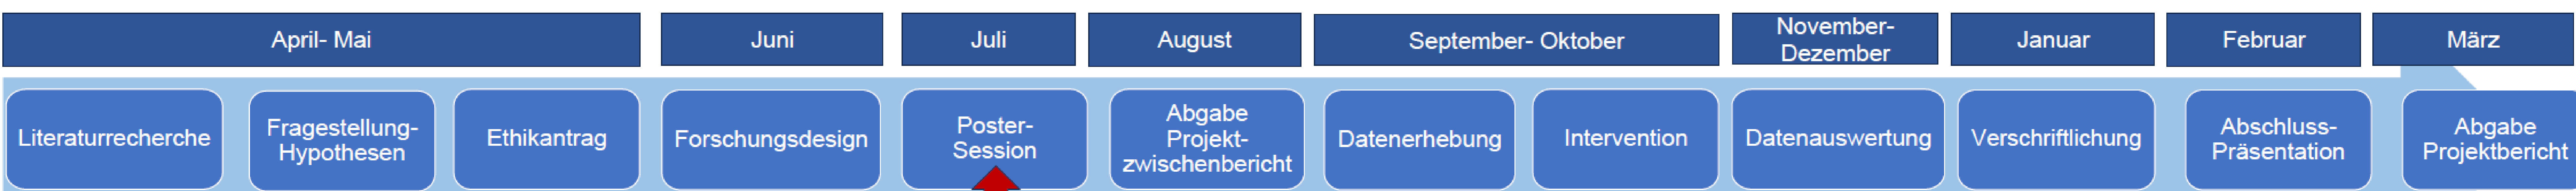 April- Mai
Juni
Juli
August
September- Oktober
November-
Dezember
Januar
Februar
März
Literaturrecherche
Fragestellung-
Hypothesen
Ethikantrag
Forschungsdesign
Poster-
Session
Abgabe
Projekt-
zwischenbericht
Datenerhebung
Intervention
Datenauswertung
Verschriftlichung
Abschluss-
Präsentation
Abgabe
Projektbericht